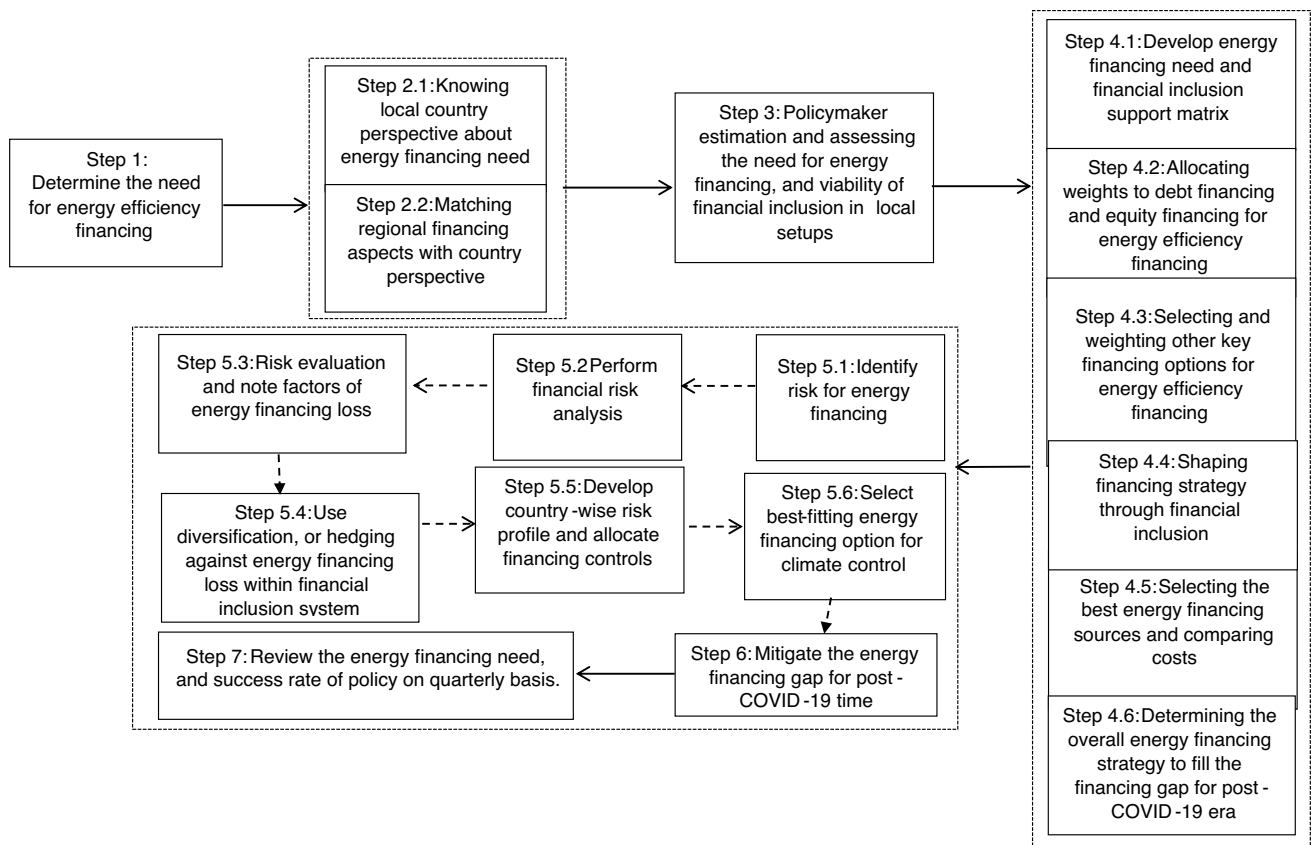 Step 1:
Determine the need
for energy efficiency
financing
Step 2.1:Knowing
local country
perspective about
energy financing need
Step 2.2:Matching
regional financing
aspects with country
perspective
Step 3:Policymaker
estimation and assessing
the need for energy
financing, and viability of
financial inclusion in local
setups
Step 4.1:Develop energy
financing need and
financial inclusion
support matrix
Step 4.2:Allocating
weights to debt financing
and equity financing for
energy efficiency
financing
Step 4.3:Selecting and
weighting other key
financing options for
energy efficiency
financing
Step 4.4:Shaping
financing strategy
through financial
inclusion
Step 4.5:Selecting the
best energy financing
sources and comparing
costs
Step 4.6:Determining the
overall energy financing
strategy to fill the
financing gap for post -
COVID -19 era
Step 5.1:Identify
risk for energy
financing
Step 5.2Perform
financial risk
analysis
Step 5.3:Risk evaluation
and note factors of
energy financing loss
Step 5.4:Use
diversification, or hedging
against energy financing
loss within financial
inclusion system
Step 5.5:Develop
country -wise risk
profile and allocate
financing controls
Step 5.6:Select
best-fitting energy
financing option for
climate control
Step 6:Mitigate the energy
financing gap for post -
COVID -19 time
Step 7:Review the energy financing need,
and success rate of policy on quarterly basis.